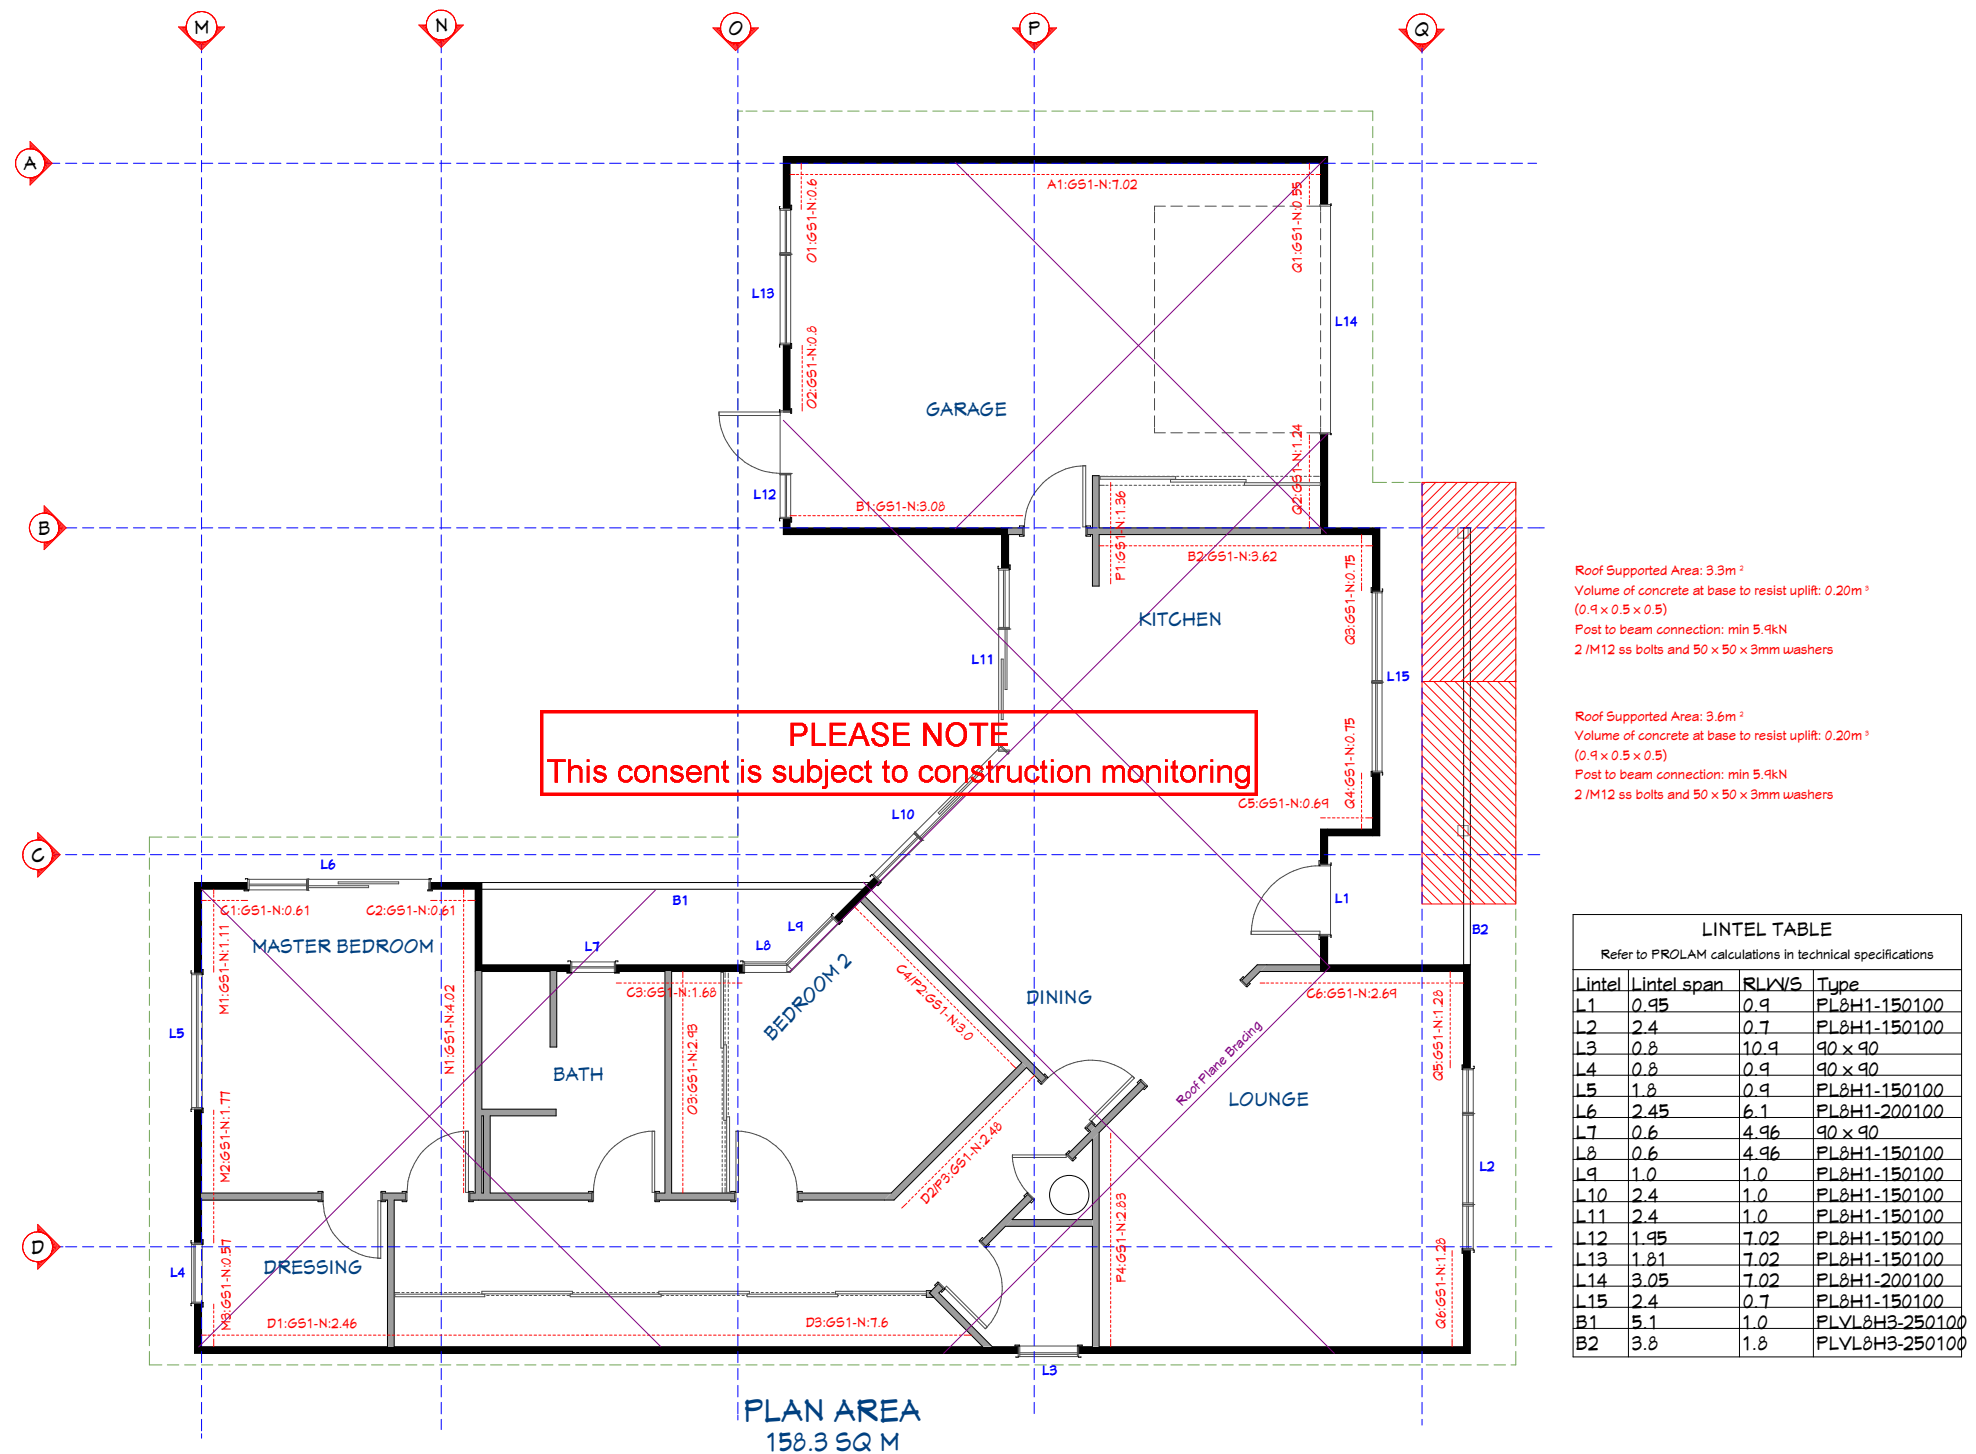 M
N
O
P
Q
A
B
C
D
A1:GS1-N:7.02
O1:GS1-N:0.6
Q1:GS1-N:0.55
L13
L14
O2:GS1-N:0.8
GARAGE
L12
B1:GS1-N:3.08
Q2:GS1-N:1.24
P1:GS1-N:1.36
B2:GS1-N:3.62
Q3:GS1-N:0.75
KITCHEN
L11
L15
Roof Supported Area: 3.3m ²
Volume of concrete at base to resist uplift: 0.20m ³
(0.9 x 0.5 x 0.5)
Post to beam connection: min 5.9kN
2 /M12 ss bolts and 50 x 50 x 3mm washers
Roof Supported Area: 3.6m ²
Volume of concrete at base to resist uplift: 0.20m ³
(0.9 x 0.5 x 0.5)
Post to beam connection: min 5.9kN
2 /M12 ss bolts and 50 x 50 x 3mm washers
PLEASE NOTE
This consent is subject to construction monitoring
Q4:GS1-N:0.75
C5:GS1-N:0.69
L10
L6
C1:GS1-N:0.61
C2:GS1-N:0.61
B1
L1
B2
L9
L8
L7
M1:GS1-N:1.11
MASTER BEDROOM
C3:GS1-N:1.68
BEDROOM 2
C4/P2:GS1-N:3.0
DINING
C6:GS1-N:2.69
Q5:GS1-N:1.28
N1:GS1-N:4.02
L5
BATH
O3:GS1-N:2.93
Roof Plane Bracing
LOUNGE
M2:GS1-N:1.77
D2/P3:GS1-N:2.48
L2
P4:GS1-N:2.83
L4
M3:GS1-N:0.57
DRESSING
D1:GS1-N:2.46
D3:GS1-N:7.6
Q6:GS1-N:1.28
L3
PLAN AREA
158.3 SQ M
LINTEL TABLE
Refer to PROLAM calculations in technical specifications
Lintel Lintel span RLW/S Type
L1 0.95 0.9 PL8H1-150100
L2 2.4 0.7 PL8H1-150100
L3 0.8 10.9 90 x 90
L4 0.8 0.9 90 x 90
L5 1.8 0.9 PL8H1-150100
L6 2.45 6.1 PL8H1-200100
L7 0.6 4.96 90 x 90
L8 0.6 4.96 PL8H1-150100
L9 1.0 1.0 PL8H1-150100
L10 2.4 1.0 PL8H1-150100
L11 2.4 1.0 PL8H1-150100
L12 1.95 7.02 PL8H1-150100
L13 1.81 7.02 PL8H1-150100
L14 3.05 7.02 PL8H1-200100
L15 2.4 0.7 PL8H1-150100
B1 5.1 1.0 PLVL8H3-250100
B2 3.8 1.8 PLVL8H3-250100